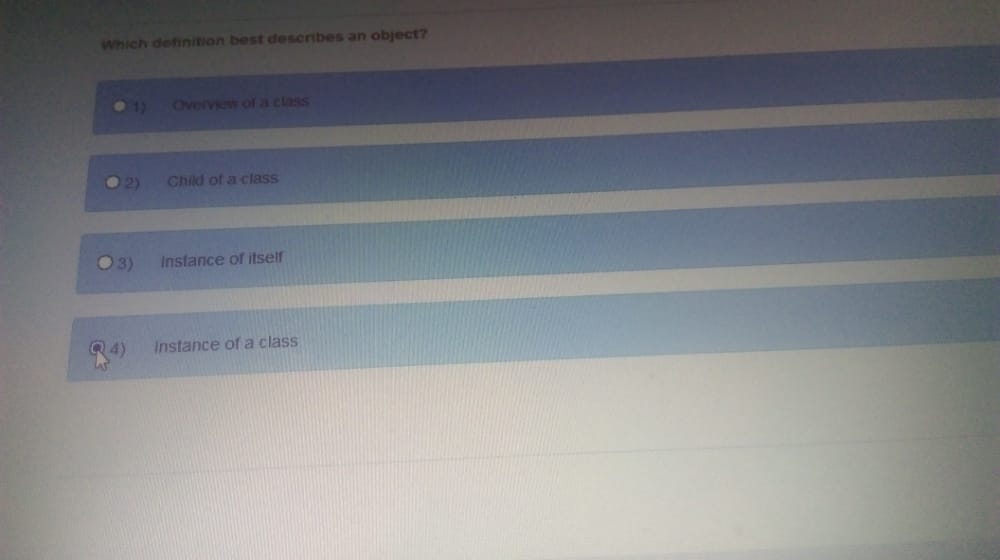 Which definition best describes an object?
1) Overview of a class
2) Child of a class
3) Instance of itself
4) Instance of a class